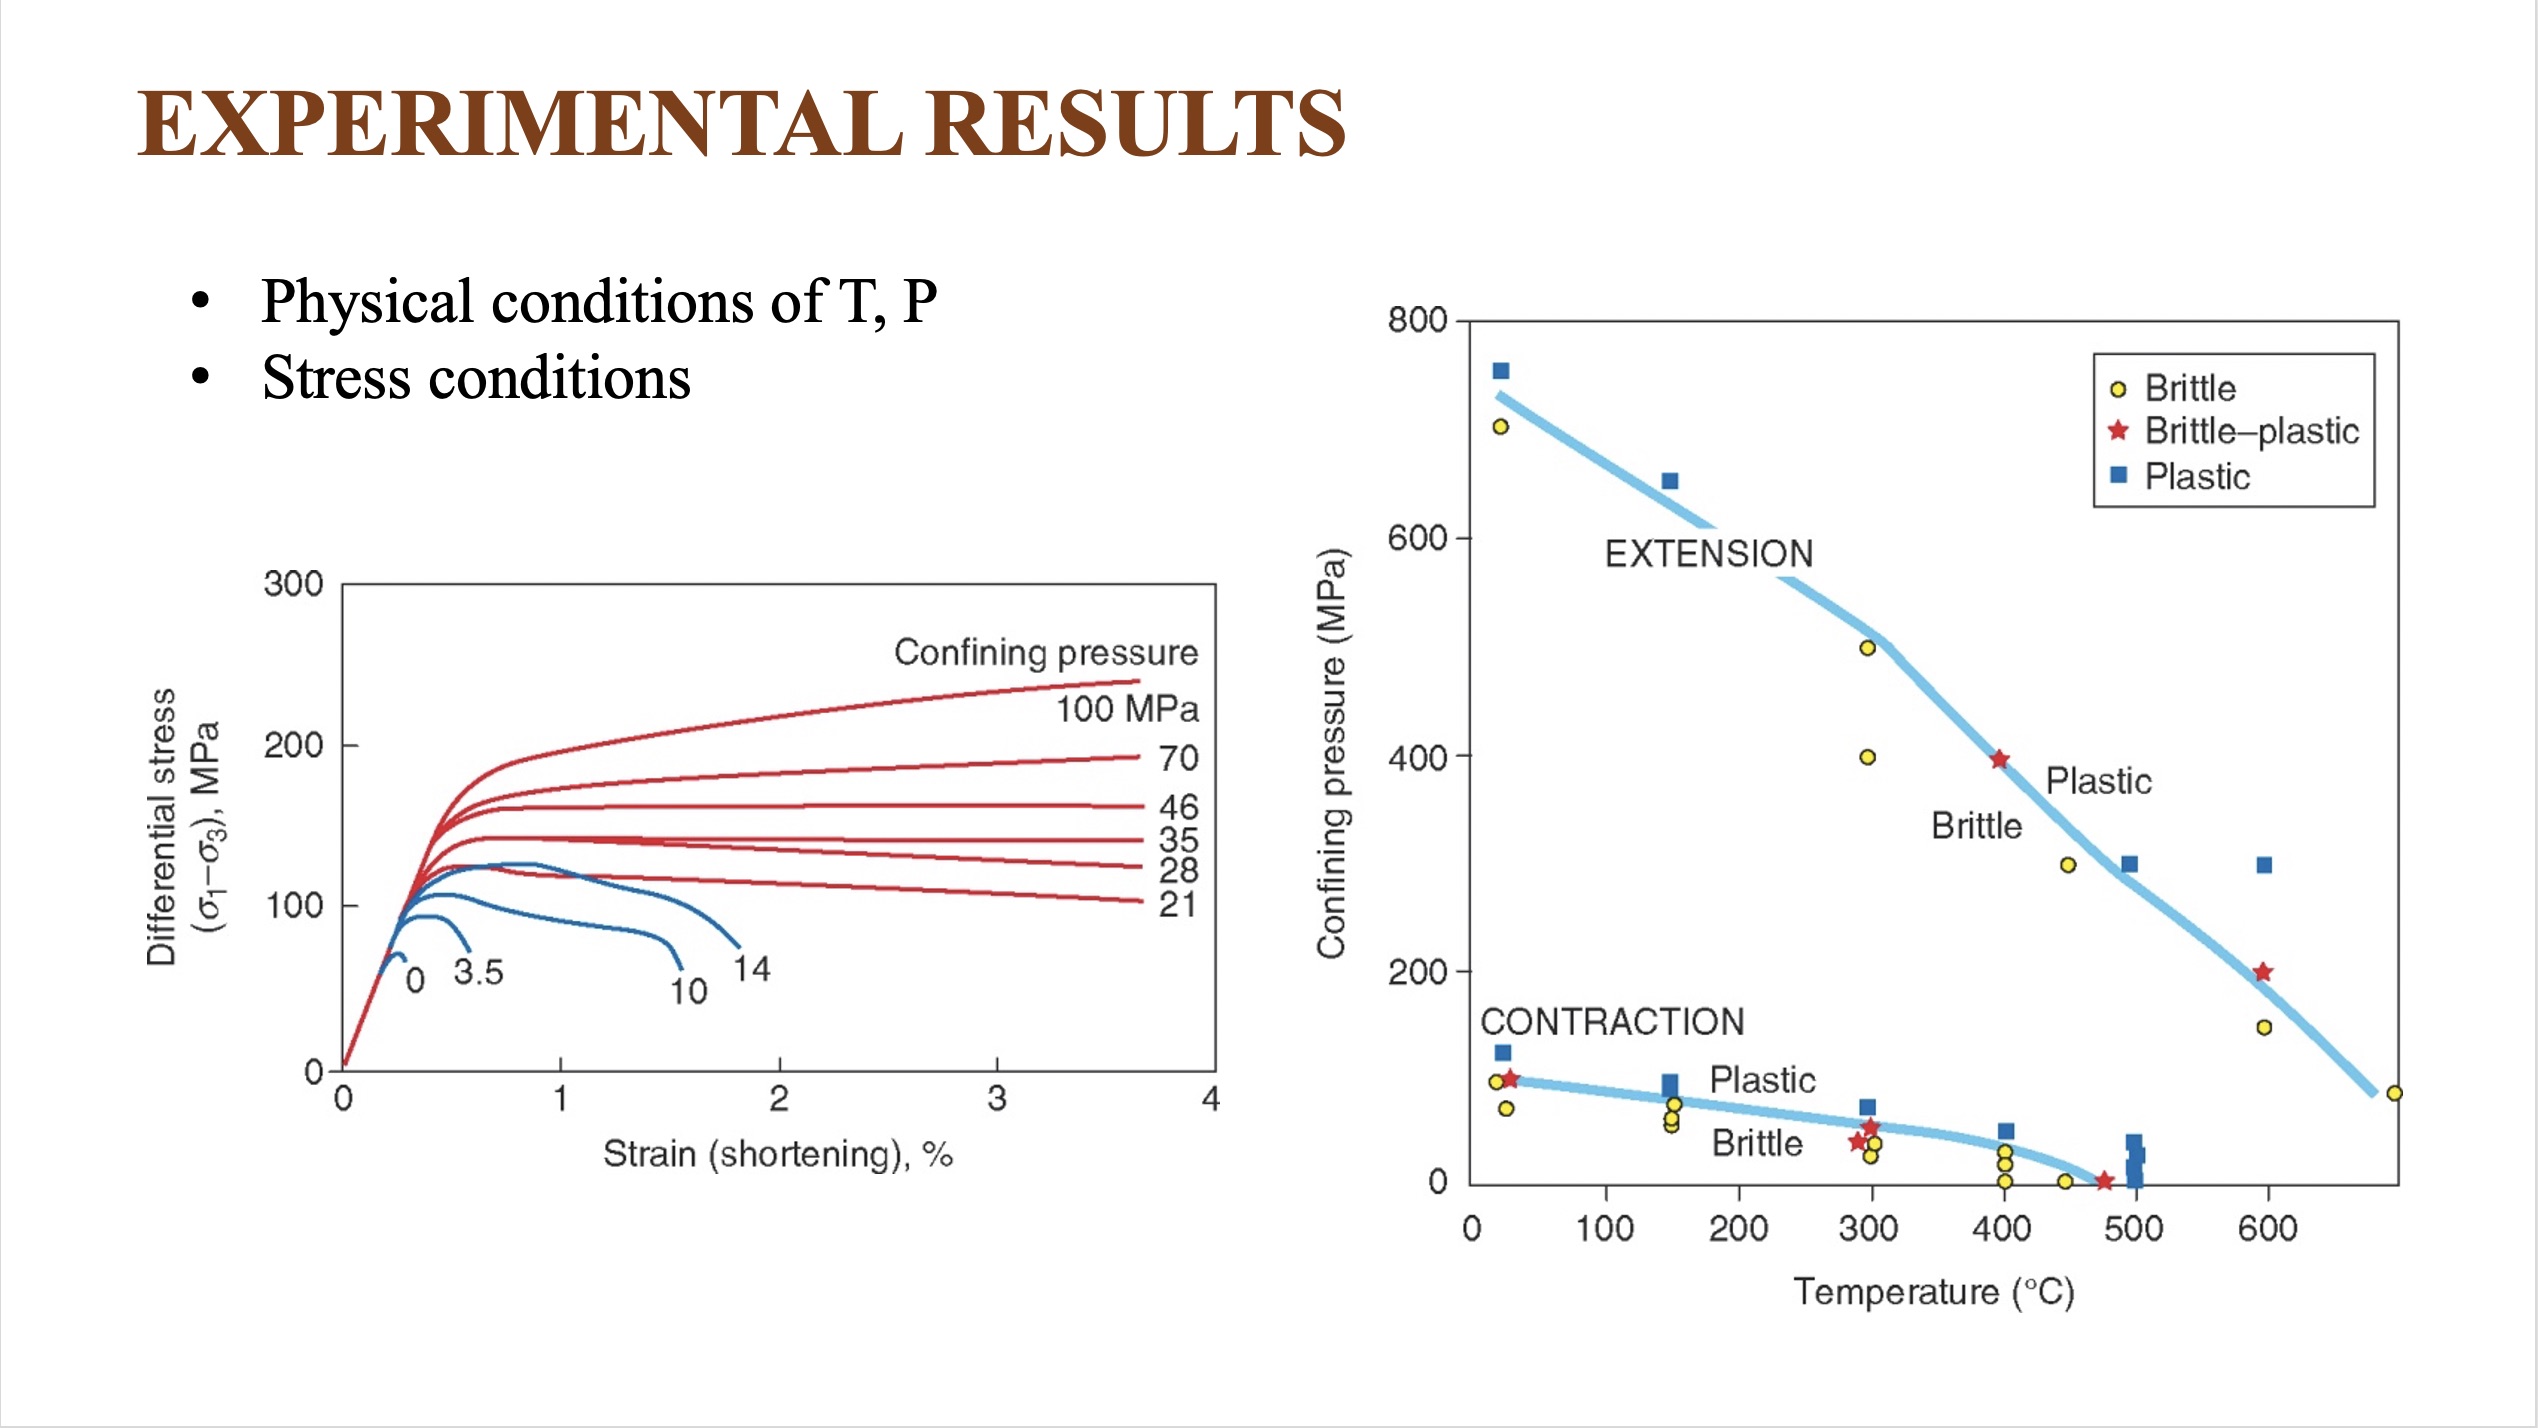 EXPERIMENTAL RESULTS
• Physical conditions of T, P
• Stress conditions
300
200
100
0
Differential stress
(σ1–σ3), MPa
Confining pressure
100 MPa
70
46
35
28
21
0
3.5
10
14
0 1 2 3 4
Strain (shortening), %
800
600
400
200
0
Confining pressure (MPa)
Brittle
Brittle–plastic
Plastic
EXTENSION
Plastic
Brittle
CONTRACTION
Plastic
Brittle
0 100 200 300 400 500 600
Temperature (°C)